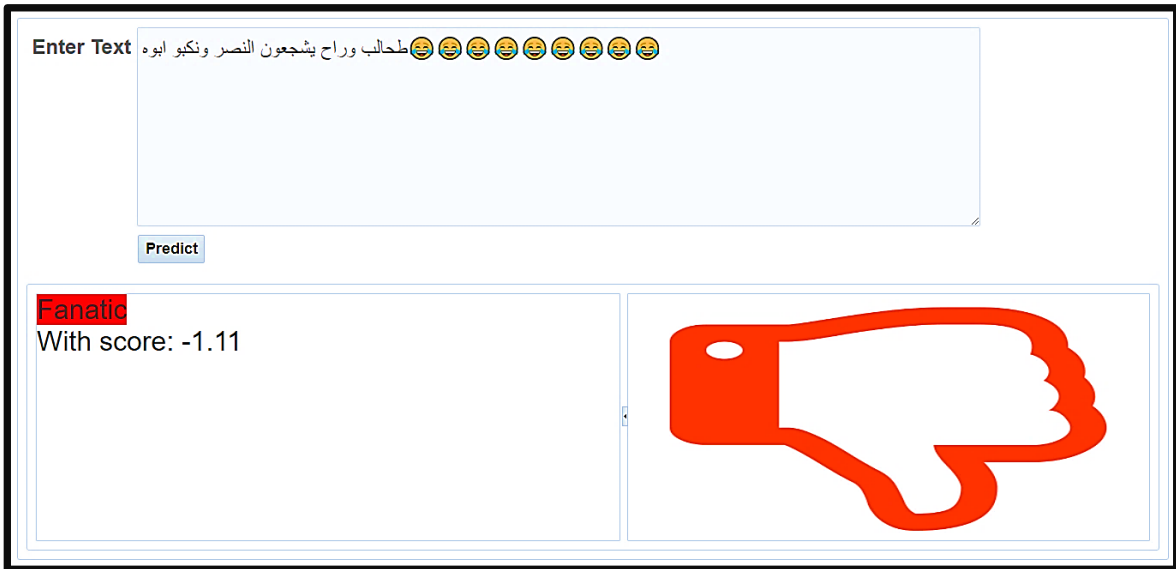 Enter Text
طحالب وراح يشجعون النصر ونكبو ابوه😂😂😂😂😂😂😂😂😂
Predict
Fanatic
With score: -1.11